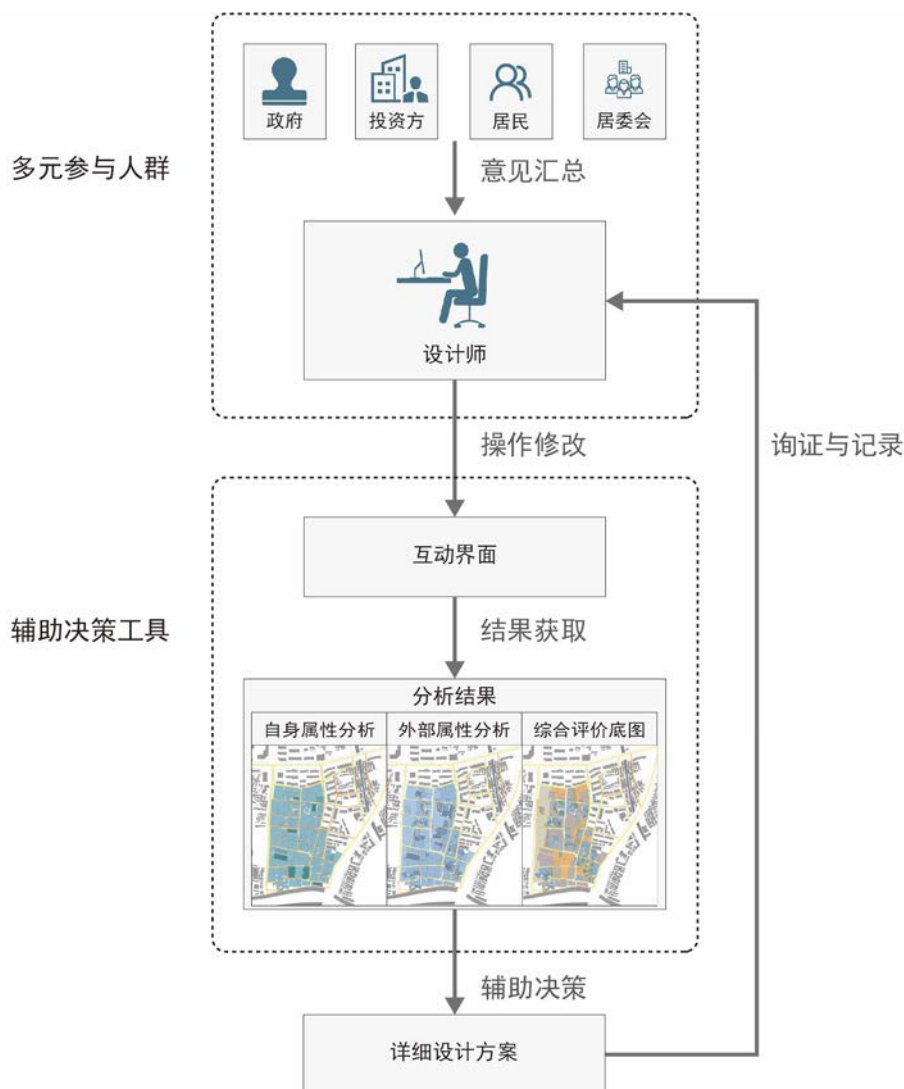 政府
投资方
居民
居委会
多元参与人群
意见汇总
设计师
操作修改
询证与记录
互动界面
辅助决策工具
结果获取
分析结果
自身属性分析
外部属性分析
综合评价底图
辅助决策
详细设计方案